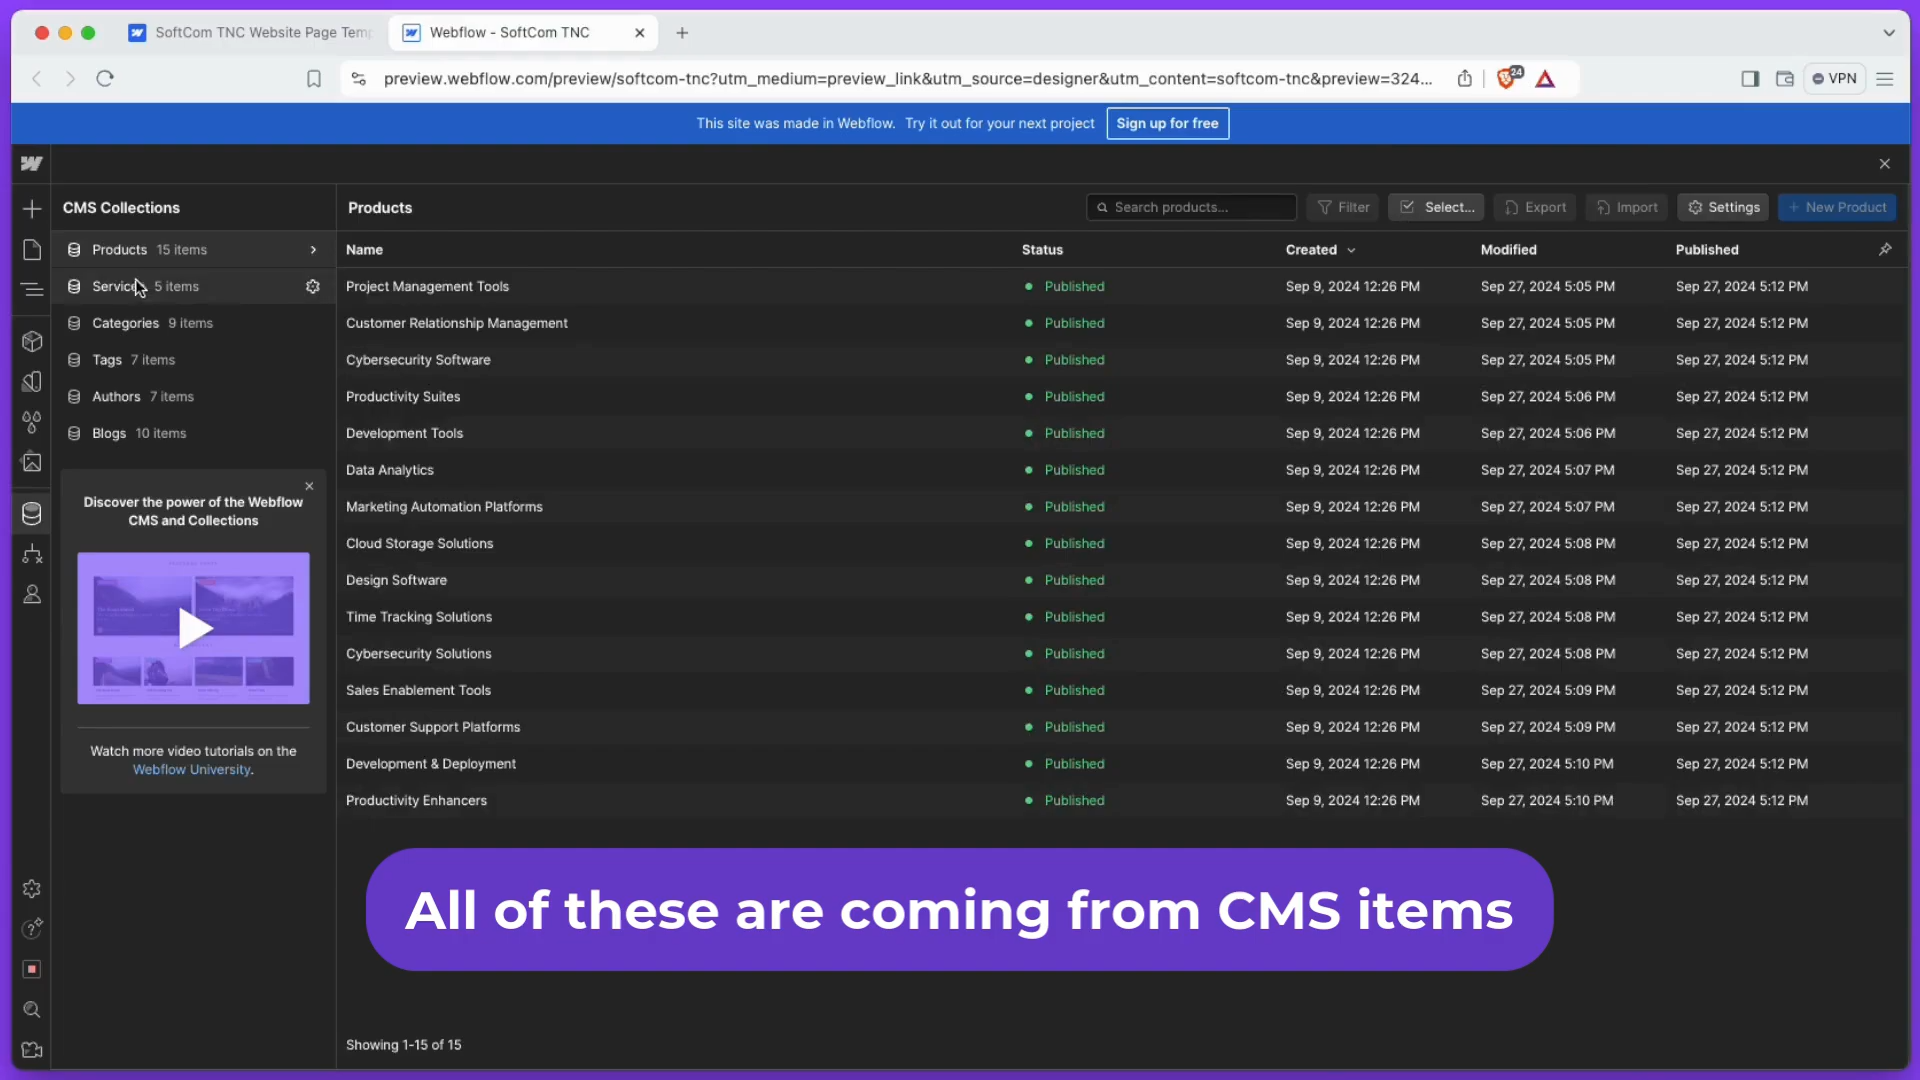 SoftCom TNC Website Page Temp
Webflow - SoftCom TNC
preview.webflow.com/preview/softcom-tnc?utm_medium=preview_link&utm_source=designer&utm_content=softcom-tnc&preview=324...
24
VPN
This site was made in Webflow. Try it out for your next project
Sign up for free
CMS Collections
Products
Search products...
Filter
Select...
Export
Import
Settings
+ New Product
Products 15 items
Name Status Created Modified Published
Services 5 items
Project Management Tools Published Sep 9, 2024 12:26 PM Sep 27, 2024 5:05 PM Sep 27, 2024 5:12 PM
Categories 9 items
Customer Relationship Management Published Sep 9, 2024 12:26 PM Sep 27, 2024 5:05 PM Sep 27, 2024 5:12 PM
Tags 7 items
Cybersecurity Software Published Sep 9, 2024 12:26 PM Sep 27, 2024 5:05 PM Sep 27, 2024 5:12 PM
Authors 7 items
Productivity Suites Published Sep 9, 2024 12:26 PM Sep 27, 2024 5:06 PM Sep 27, 2024 5:12 PM
Blogs 10 items
Development Tools Published Sep 9, 2024 12:26 PM Sep 27, 2024 5:06 PM Sep 27, 2024 5:12 PM
Data Analytics Published Sep 9, 2024 12:26 PM Sep 27, 2024 5:07 PM Sep 27, 2024 5:12 PM
Marketing Automation Platforms Published Sep 9, 2024 12:26 PM Sep 27, 2024 5:07 PM Sep 27, 2024 5:12 PM
Cloud Storage Solutions Published Sep 9, 2024 12:26 PM Sep 27, 2024 5:08 PM Sep 27, 2024 5:12 PM
Design Software Published Sep 9, 2024 12:26 PM Sep 27, 2024 5:08 PM Sep 27, 2024 5:12 PM
Time Tracking Solutions Published Sep 9, 2024 12:26 PM Sep 27, 2024 5:08 PM Sep 27, 2024 5:12 PM
Cybersecurity Solutions Published Sep 9, 2024 12:26 PM Sep 27, 2024 5:08 PM Sep 27, 2024 5:12 PM
Sales Enablement Tools Published Sep 9, 2024 12:26 PM Sep 27, 2024 5:09 PM Sep 27, 2024 5:12 PM
Customer Support Platforms Published Sep 9, 2024 12:26 PM Sep 27, 2024 5:09 PM Sep 27, 2024 5:12 PM
Development & Deployment Published Sep 9, 2024 12:26 PM Sep 27, 2024 5:10 PM Sep 27, 2024 5:12 PM
Productivity Enhancers Published Sep 9, 2024 12:26 PM Sep 27, 2024 5:10 PM Sep 27, 2024 5:12 PM
Discover the power of the Webflow
CMS and Collections
Watch more video tutorials on the
Webflow University.
All of these are coming from CMS items
Showing 1-15 of 15